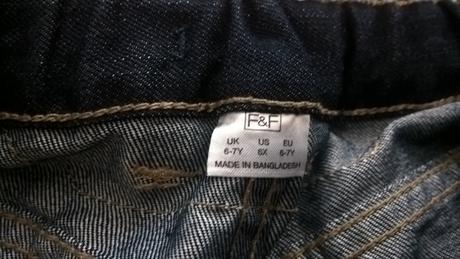 F&F
UK US EU
6-7Y 6X 6-7Y
MADE IN BANGLADESH